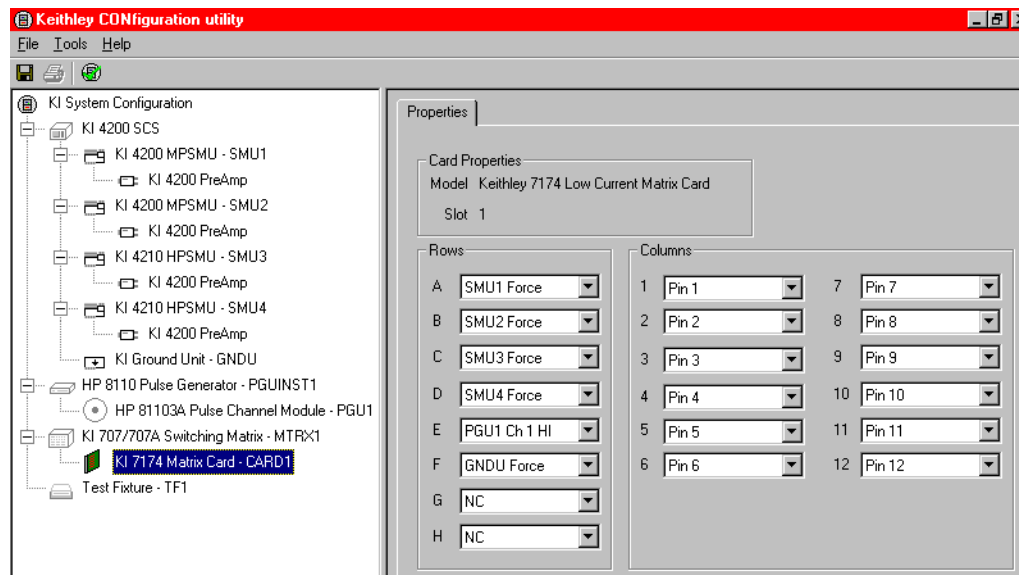 Keithley CONfiguration utility
File Tools Help
KI System Configuration
KI 4200 SCS
KI 4200 MPSMU - SMU1
KI 4200 PreAmp
KI 4200 MPSMU - SMU2
KI 4200 PreAmp
KI 4210 HPSMU - SMU3
KI 4200 PreAmp
KI 4210 HPSMU - SMU4
KI 4200 PreAmp
KI Ground Unit - GNDU
HP 8110 Pulse Generator - PGUINST1
HP 81103A Pulse Channel Module - PGU1
KI 707/707A Switching Matrix - MTRX1
KI 7174 Matrix Card - CARD1
Test Fixture - TF1
Properties
Card Properties
Model Keithley 7174 Low Current Matrix Card
Slot 1
Rows
A SMU1 Force
B SMU2 Force
C SMU3 Force
D SMU4 Force
E PGU1 Ch 1 HI
F GNDU Force
G NC
H NC
Columns
1 Pin 1
2 Pin 2
3 Pin 3
4 Pin 4
5 Pin 5
6 Pin 6
7 Pin 7
8 Pin 8
9 Pin 9
10 Pin 10
11 Pin 11
12 Pin 12